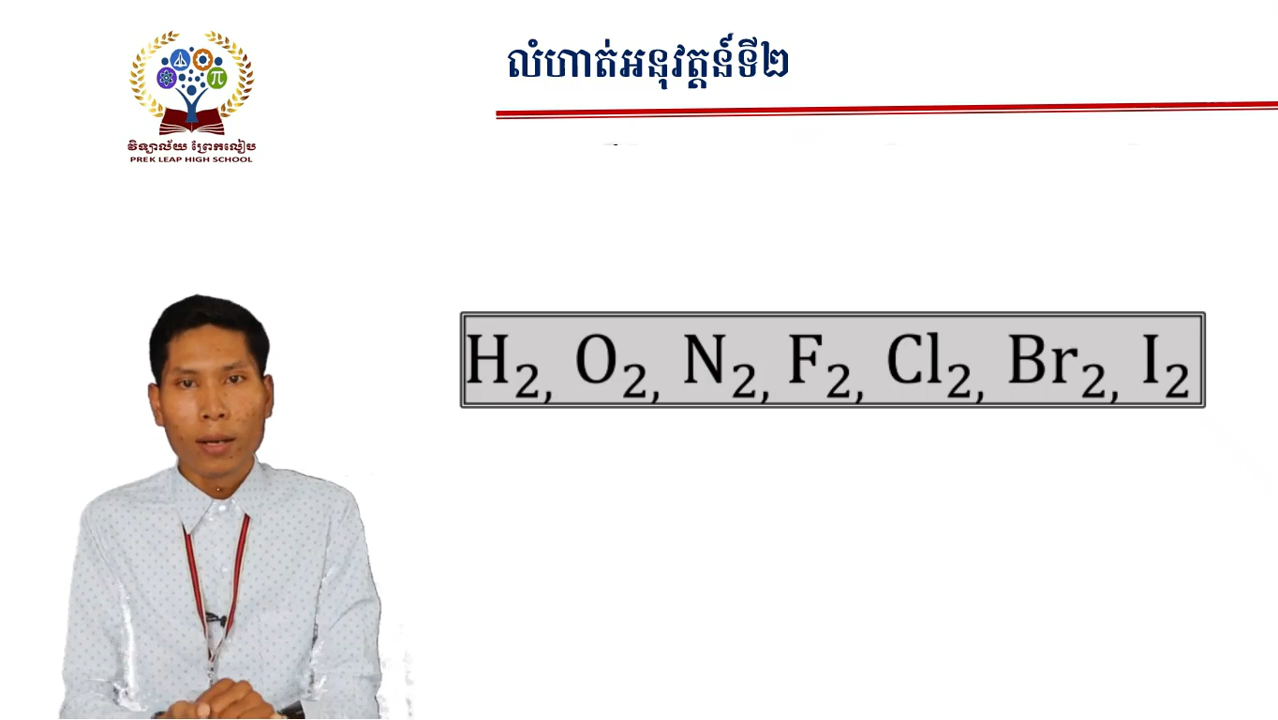 វិទ្យាល័យ ព្រែកលៀប
PREK LEAP HIGH SCHOOL
លំហាត់អនុវត្តន៍ទី២
H₂, O₂, N₂, F₂, Cl₂, Br₂, I₂